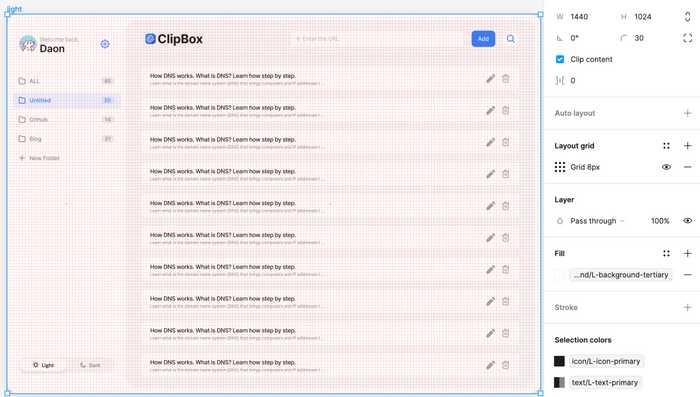 light
Welcome back,
Daon
ClipBox
+ Enter the URL
Add
ALL
Untitled
Github
Blog
+ New Folder
How DNS works. What is DNS? Learn how step by step.
Learn what is the domain name system (DNS) that brings computers and IP addresses t ...
How DNS works. What is DNS? Learn how step by step.
Learn what is the domain name system (DNS) that brings computers and IP addresses t ...
How DNS works. What is DNS? Learn how step by step.
Learn what is the domain name system (DNS) that brings computers and IP addresses t ...
How DNS works. What is DNS? Learn how step by step.
Learn what is the domain name system (DNS) that brings computers and IP addresses t ...
How DNS works. What is DNS? Learn how step by step.
Learn what is the domain name system (DNS) that brings computers and IP addresses t ...
How DNS works. What is DNS? Learn how step by step.
Learn what is the domain name system (DNS) that brings computers and IP addresses t ...
How DNS works. What is DNS? Learn how step by step.
Learn what is the domain name system (DNS) that brings computers and IP addresses t ...
How DNS works. What is DNS? Learn how step by step.
Learn what is the domain name system (DNS) that brings computers and IP addresses t ...
How DNS works. What is DNS? Learn how step by step.
Learn what is the domain name system (DNS) that brings computers and IP addresses t ...
How DNS works. What is DNS? Learn how step by step.
Learn what is the domain name system (DNS) that brings computers and IP addresses t ...
Light
Dark
W 1440 H 1024
0° 30
Clip content
0
Auto layout
Layout grid
Grid 8px
Layer
Pass through 100%
Fill
...nd/L-background-tertiary
Stroke
Selection colors
icon/L-icon-primary
text/L-text-primary